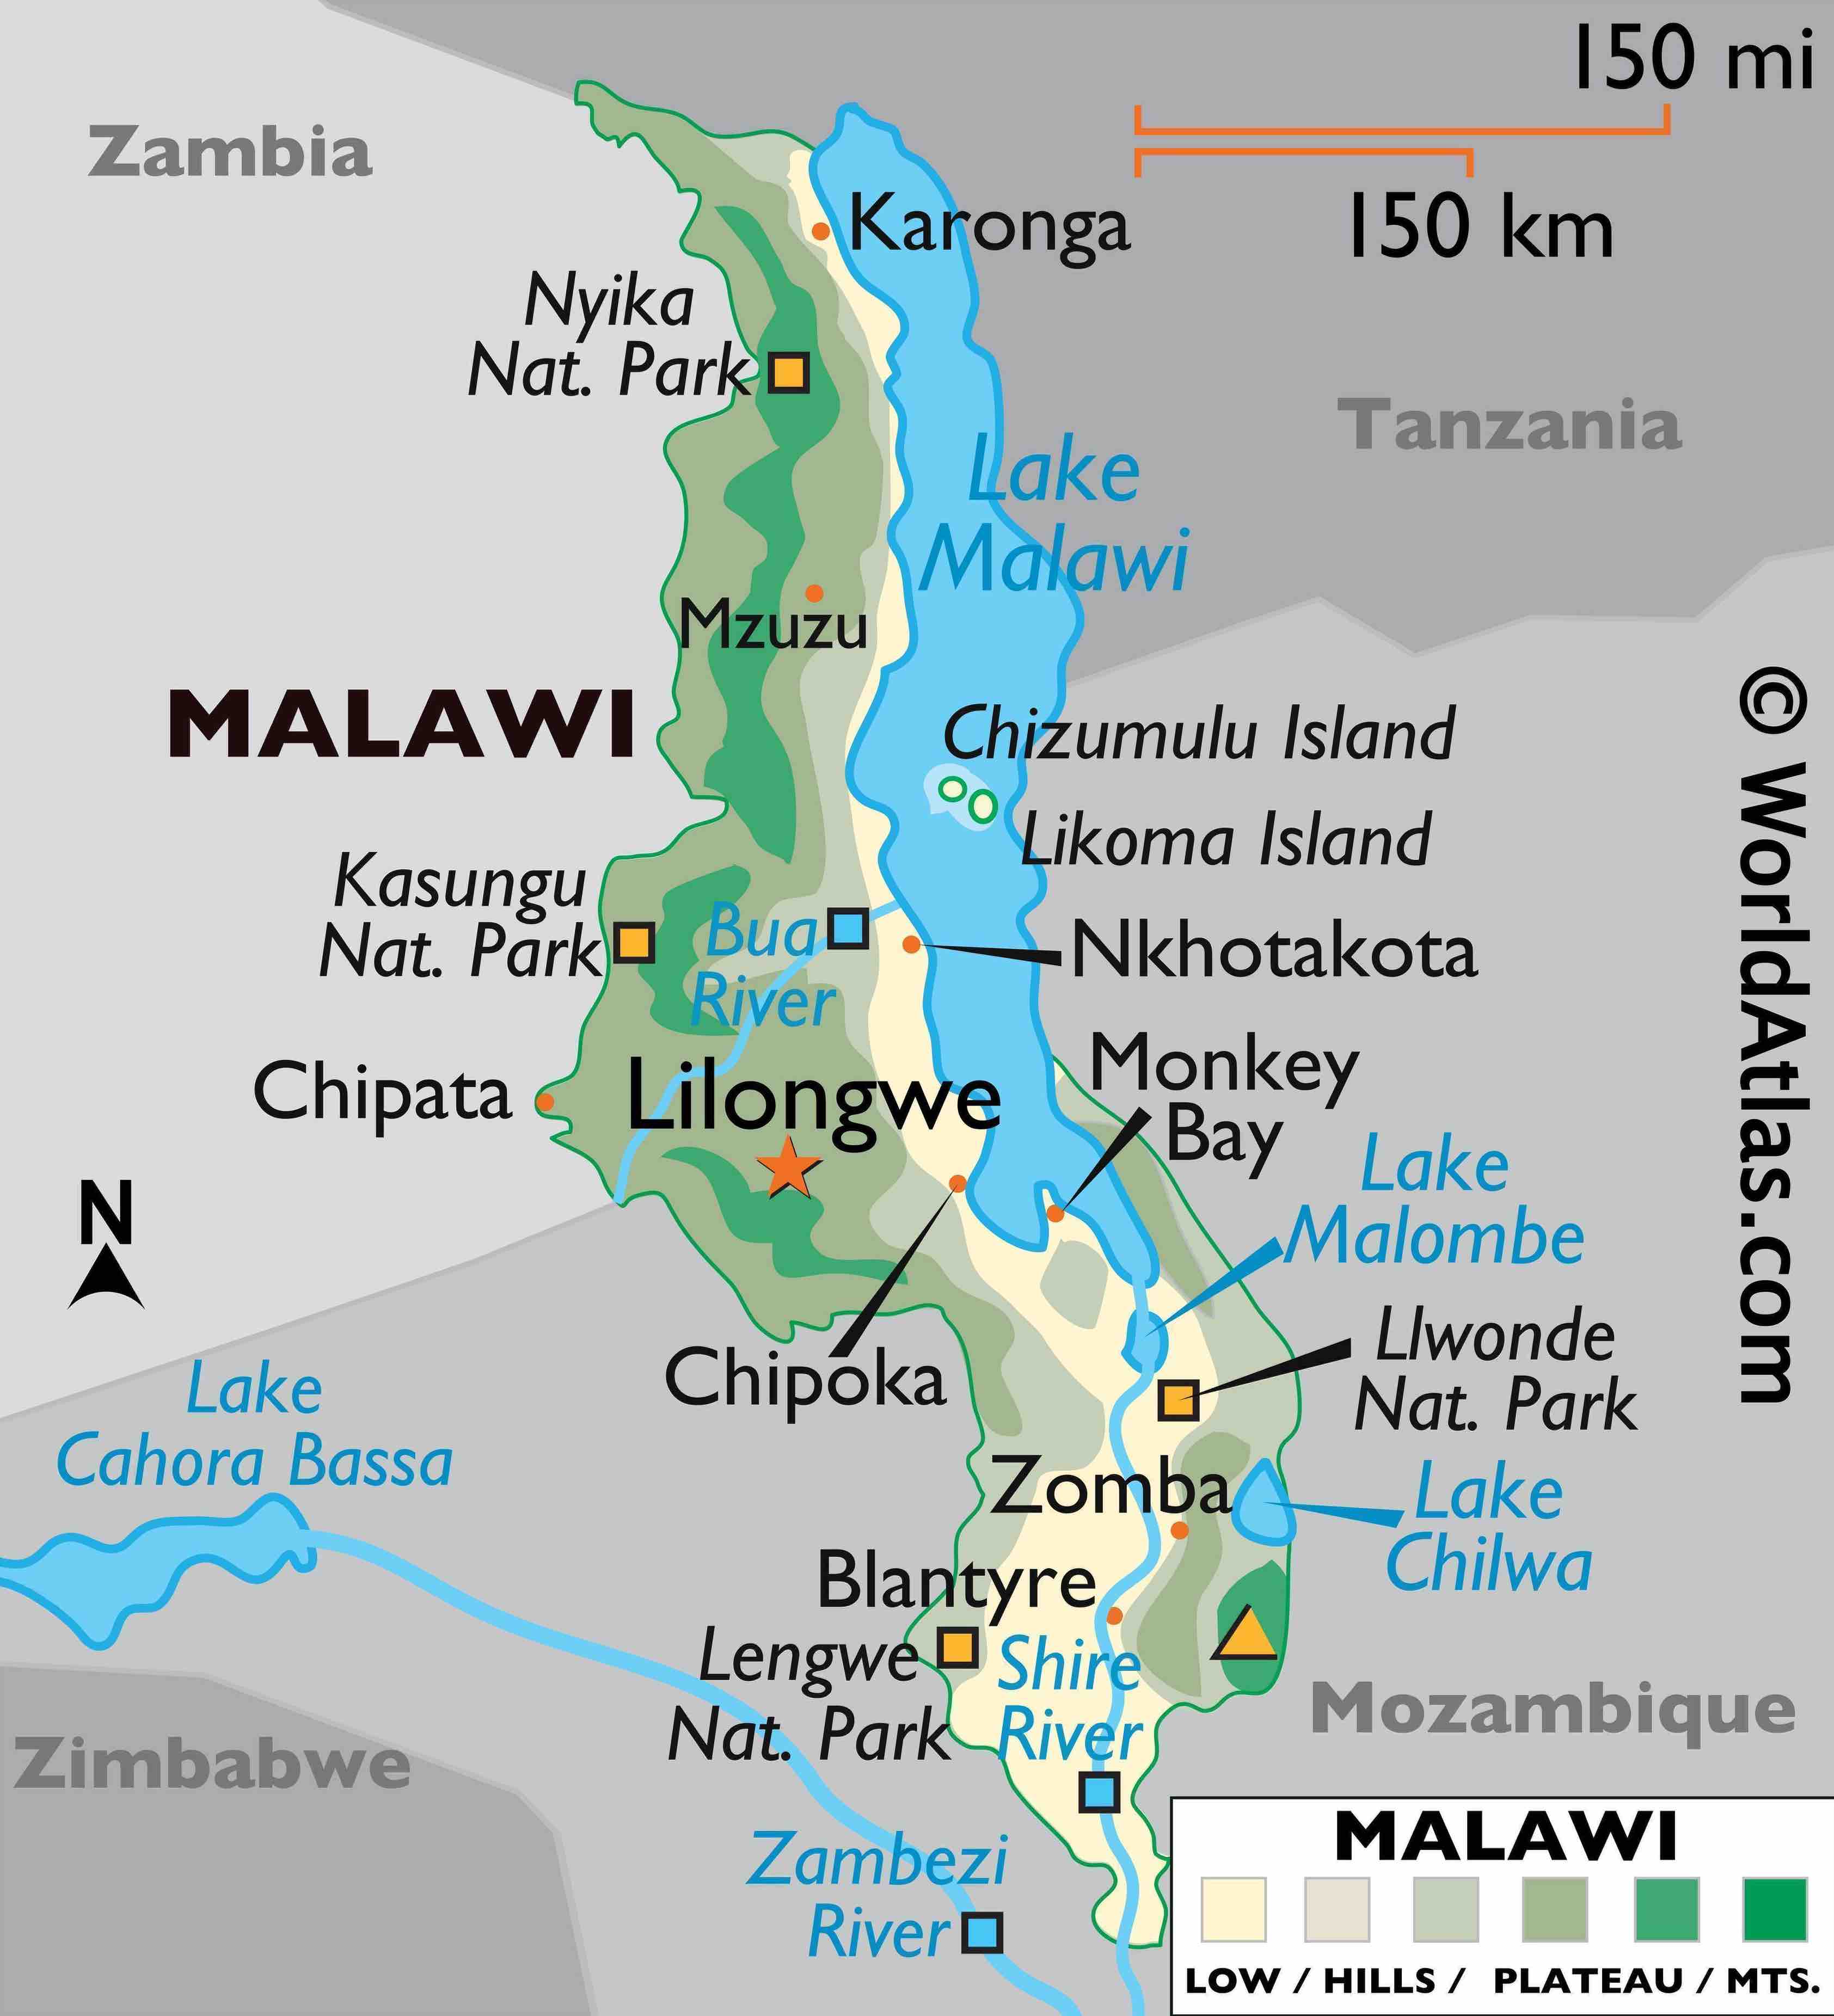 150 mi
150 km
Zambia
Karonga
Nyika
Nat. Park
Tanzania
Lake
Malawi
Mzuzu
MALAWI
Chizumulu Island
Likoma Island
Kasungu
Nat. Park
Bua
River
Nkhotakota
Monkey
Bay
Chipata
Lilongwe
N
Lake
Malombe
Chipoka
Llwonde
Nat. Park
Lake
Cahora Bassa
Zomba
Lake
Chilwa
Blantyre
Lengwe
Nat. Park
Shire
River
Mozambique
Zimbabwe
Zambezi
River
© WorldAtlas.com
MALAWI
LOW / HILLS / PLATEAU / MTS.